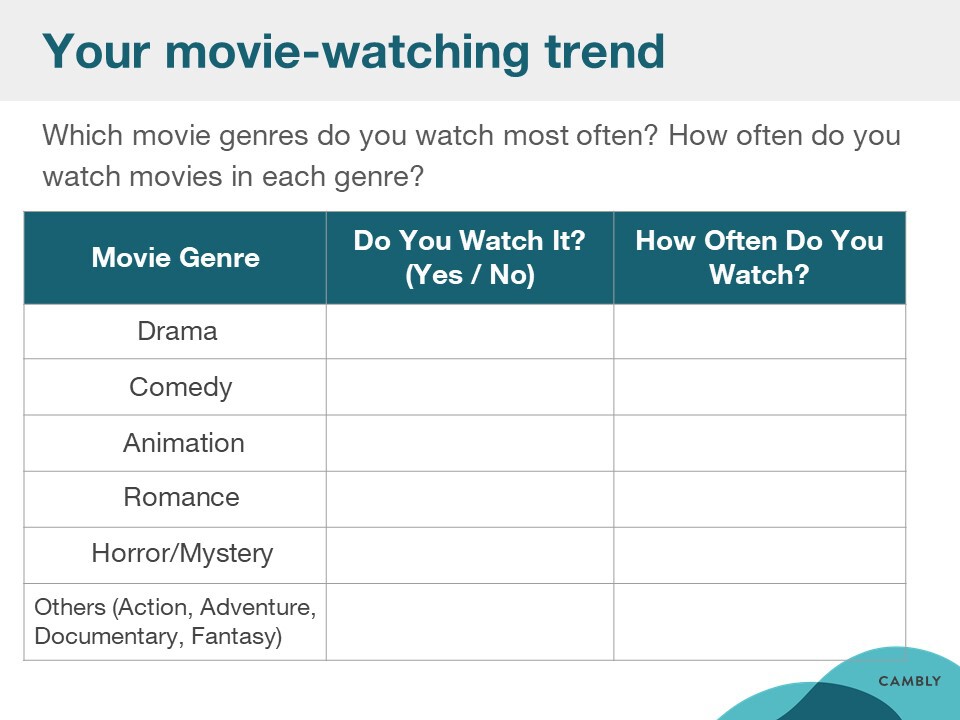 Your movie-watching trend
Which movie genres do you watch most often? How often do you
watch movies in each genre?
Movie Genre
Do You Watch It?
(Yes / No)
How Often Do You
Watch?
Drama
Comedy
Animation
Romance
Horror/Mystery
Others (Action, Adventure,
Documentary, Fantasy)
CAMBLY